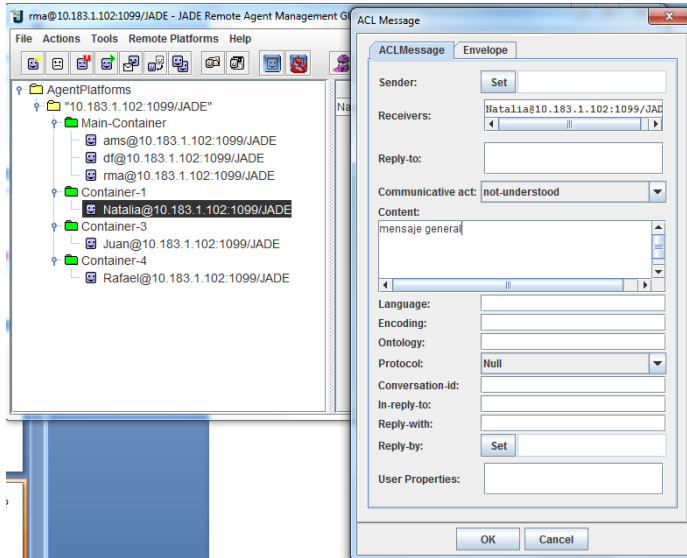 rma@10.183.1.102:1099/JADE - JADE Remote Agent Management GU
File Actions Tools Remote Platforms Help
AgentPlatforms
"10.183.1.102:1099/JADE"
Main-Container
ams@10.183.1.102:1099/JADE
df@10.183.1.102:1099/JADE
rma@10.183.1.102:1099/JADE
Container-1
Natalia@10.183.1.102:1099/JADE
Container-3
Juan@10.183.1.102:1099/JADE
Container-4
Rafael@10.183.1.102:1099/JADE
Na
ACL Message
ACLMessage Envelope
Sender: Set
Receivers: Natalia@10.183.1.102:1099/JAD
Reply-to:
Communicative act: not-understood
Content:
mensaje general
Language:
Encoding:
Ontology:
Protocol: Null
Conversation-id:
In-reply-to:
Reply-with:
Reply-by: Set
User Properties:
OK Cancel